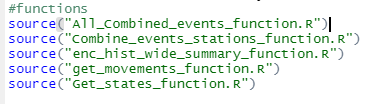 #functions
source("All_Combined_events_function.R")
source("Combine_events_stations_function.R")
source("enc_hist_wide_summary_function.R")
source("get_movements_function.R")
source("Get_states_function.R")